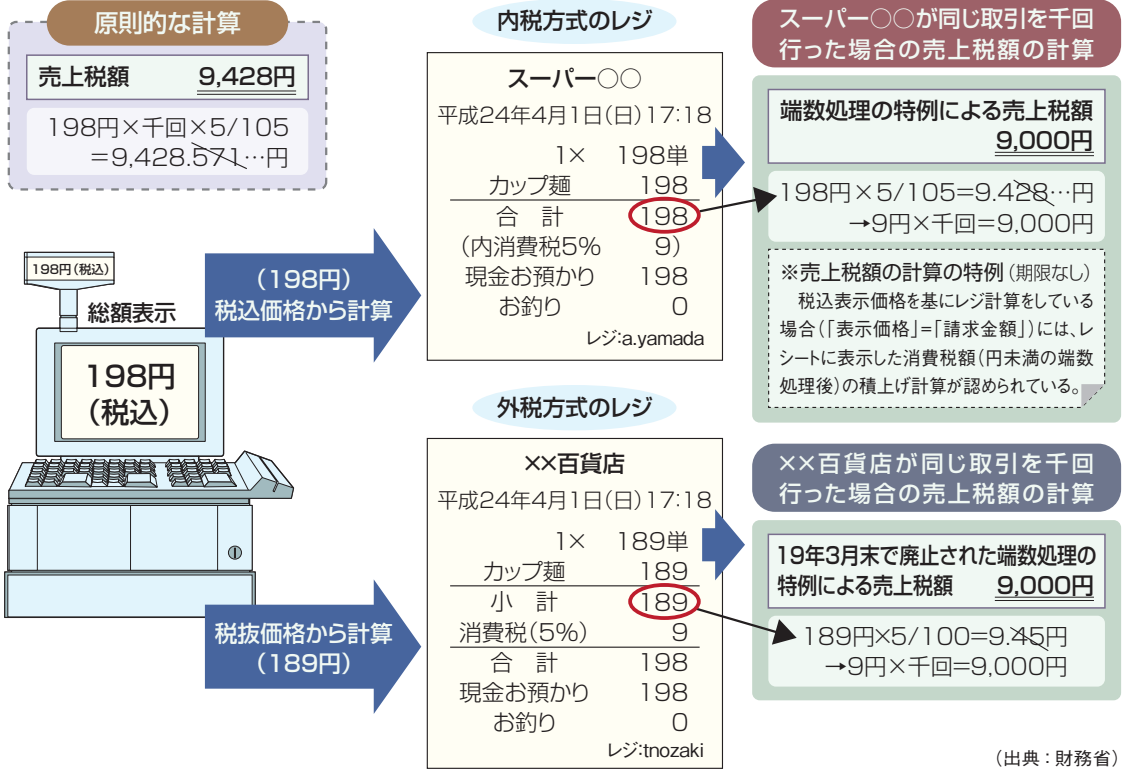 原則的な計算
売上税額 9,428円
198円×千回×5/105
=9,428.571…円
198円(税込)
総額表示
198円
(税込)
(198円)
税込価格から計算
税抜価格から計算
(189円)
内税方式のレジ
スーパー○○
平成24年4月1日(日)17:18
1× 198単
カップ麺 198
合 計 198
(内消費税5% 9)
現金お預かり 198
お釣り 0
レジ:a.yamada
スーパー○○が同じ取引を千回
行った場合の売上税額の計算
端数処理の特例による売上税額
9,000円
198円×5/105=9.428…円
→9円×千回=9,000円
※売上税額の計算の特例(期限なし)
税込表示価格を基にレジ計算をしている
場合(「表示価格」=「請求金額」)には、レ
シートに表示した消費税額(円未満の端数
処理後)の積上げ計算が認められている。
外税方式のレジ
××百貨店
平成24年4月1日(日)17:18
1× 189単
カップ麺 189
小 計 189
消費税(5%) 9
合 計 198
現金お預かり 198
お釣り 0
レジ:tnozaki
××百貨店が同じ取引を千回
行った場合の売上税額の計算
19年3月末で廃止された端数処理の
特例による売上税額 9,000円
189円×5/100=9.45円
→9円×千回=9,000円
(出典:財務省)